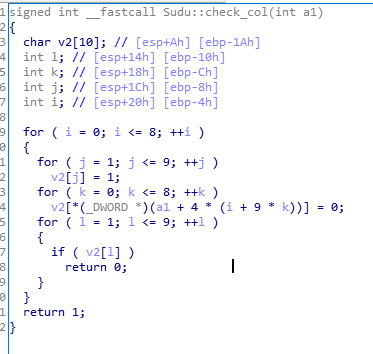 1 signed int __fastcall Sudu::check_col(int a1)
2 {
3 char v2[10]; // [esp+Ah] [ebp-1Ah]
4 int l; // [esp+14h] [ebp-10h]
5 int k; // [esp+18h] [ebp-Ch]
6 int j; // [esp+1Ch] [ebp-8h]
7 int i; // [esp+20h] [ebp-4h]
8
9 for ( i = 0; i <= 8; ++i )
0 {
1 for ( j = 1; j <= 9; ++j )
2 v2[j] = 1;
3 for ( k = 0; k <= 8; ++k )
4 v2[*(_DWORD *)(a1 + 4 * (i + 9 * k))] = 0;
5 for ( l = 1; l <= 9; ++l )
6 {
7 if ( v2[l] )
8 return 0;
9 }
0 }
1 return 1;
2 }